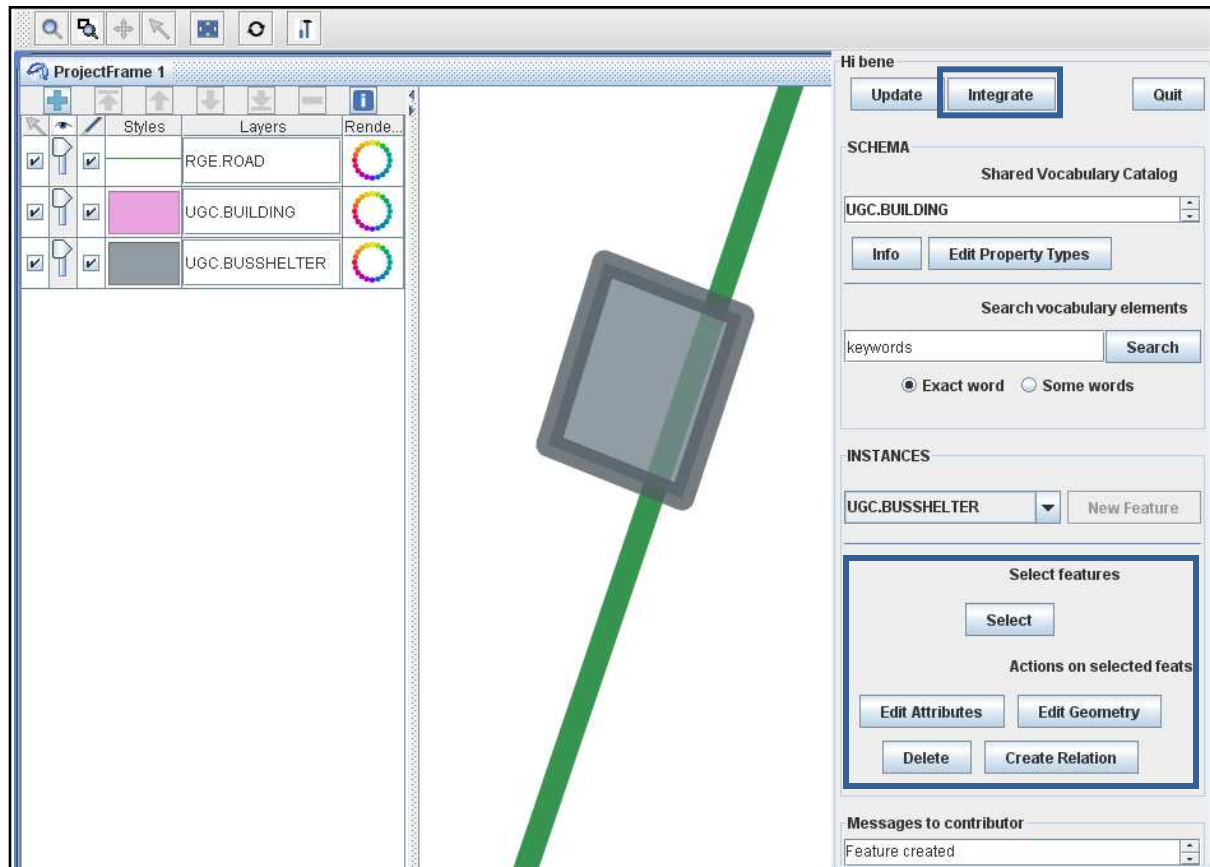 ProjectFrame 1
Styles Layers Rende...
RGE.ROAD
UGC.BUILDING
UGC.BUSSHELTER
Hi bene
Update Integrate Quit
SCHEMA
Shared Vocabulary Catalog
UGC.BUILDING
Info Edit Property Types
Search vocabulary elements
keywords Search
Exact word Some words
INSTANCES
UGC.BUSSHELTER New Feature
Select features
Select
Actions on selected feats
Edit Attributes Edit Geometry
Delete Create Relation
Messages to contributor
Feature created